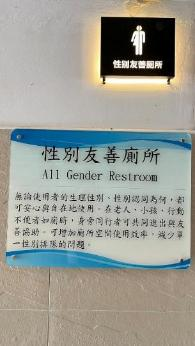 性別友善廁所
性別友善廁所
All Gender Restroom
無論使用者的生理性別、性別認同為何,都
可安心與自在地使用。在老人、小孩、行動
不便者如廁時,身旁同行者可共同進出與友
善協助。可增加廁所空間使用效率,減少單
一性別排隊的問題。